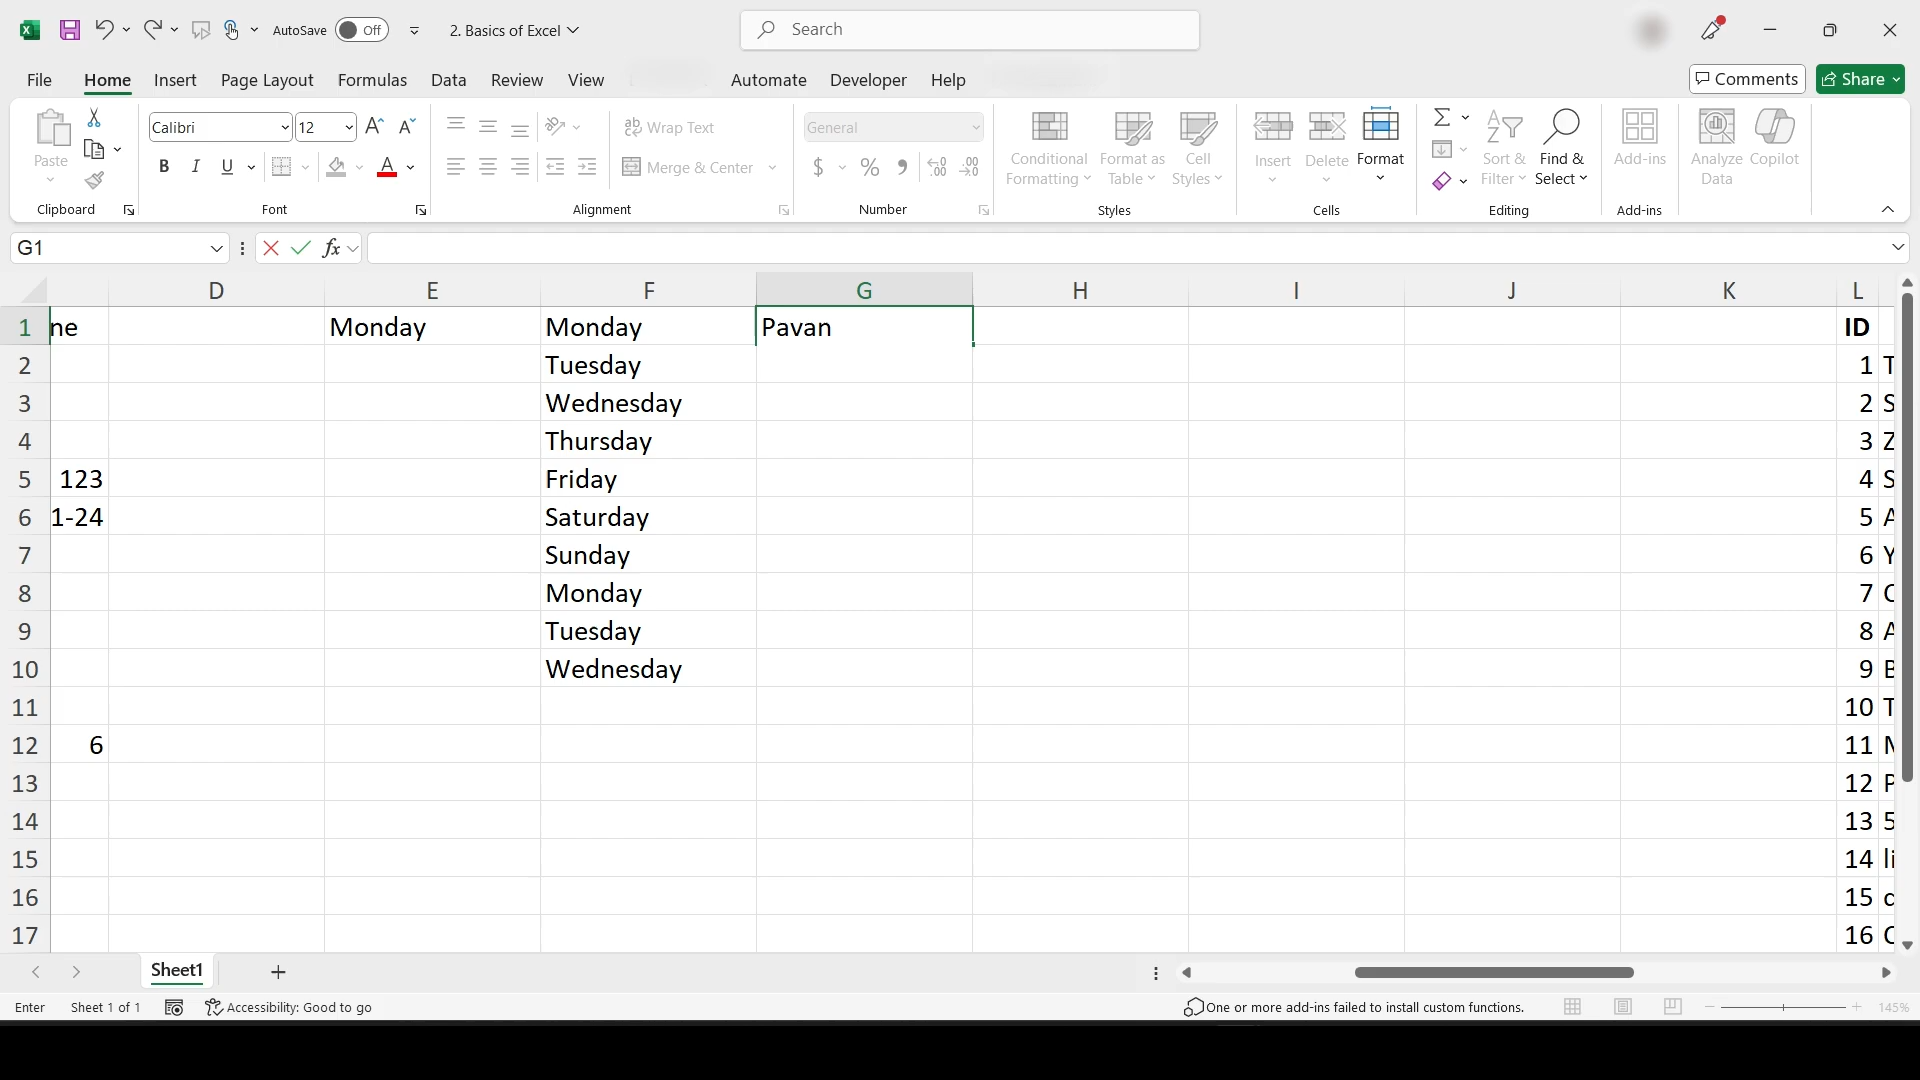 AutoSave Off 2. Basics of Excel Search
File Home Insert Page Layout Formulas Data Review View Automate Developer Help Comments Share
Paste Calibri 12 Wrap Text General Conditional Formatting Format as Table Cell Styles Insert Delete Format Sort & Filter Find & Select Add-ins Analyze Data Copilot
B I U Merge & Center $ %
Clipboard Font Alignment Number Styles Cells Editing Add-ins
G1 fx
D E F G H I J K L
1 ne Monday Monday Pavan ID
2 Tuesday 1 T
3 Wednesday 2 S
4 Thursday 3 Z
5 123 Friday 4 S
6 1-24 Saturday 5 A
7 Sunday 6 Y
8 Monday 7 C
9 Tuesday 8 A
10 Wednesday 9 B
11 10 T
12 6 11 M
13 12 P
14 13 5
15 14 li
16 15
17 16
Sheet1
Enter Sheet 1 of 1 Accessibility: Good to go One or more add-ins failed to install custom functions. 145%